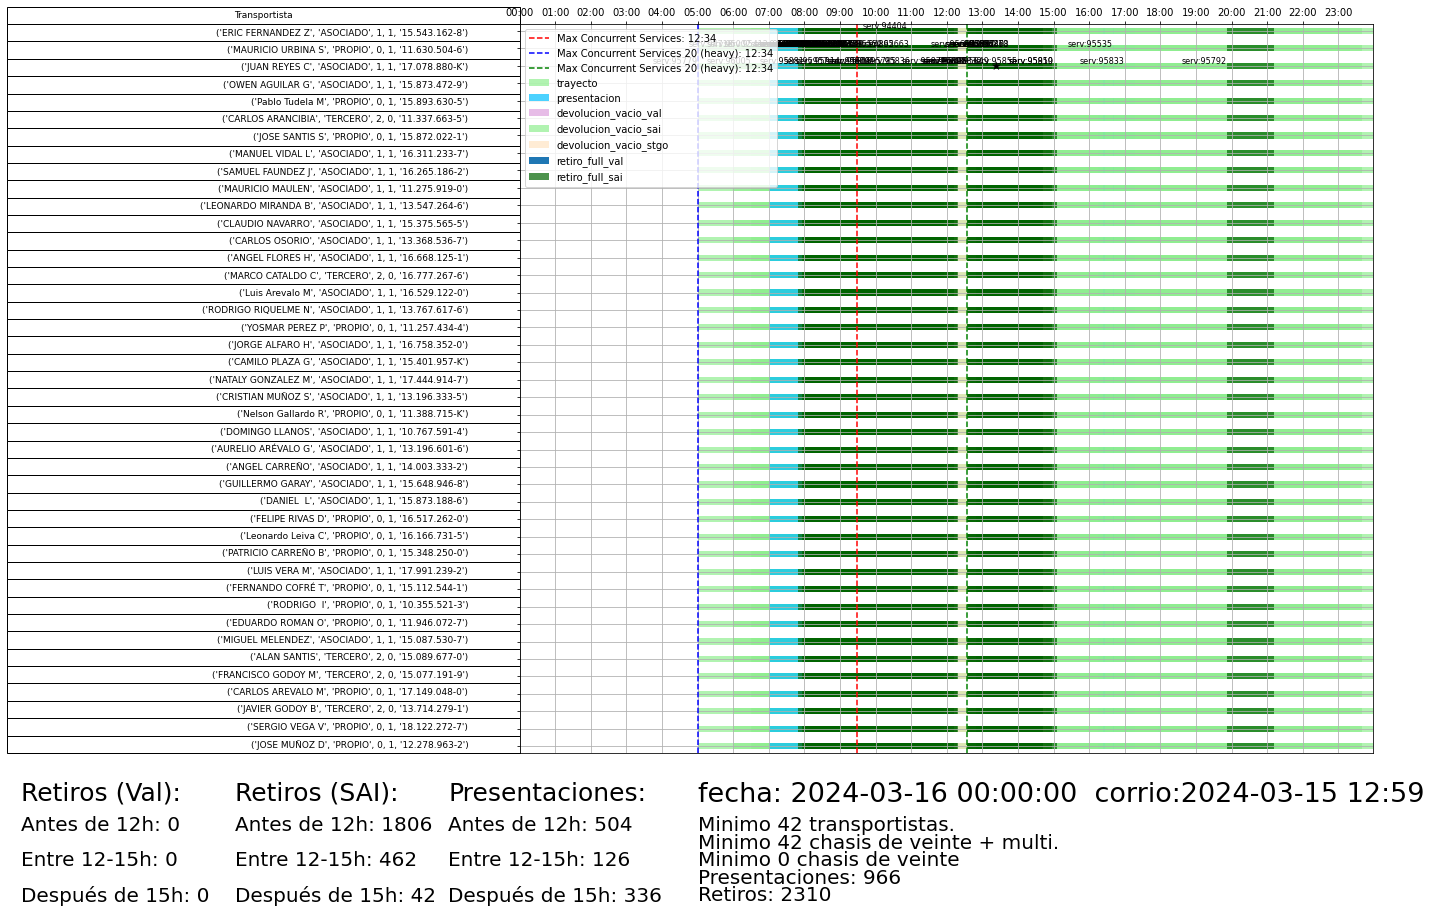 Transportista
00:00 01:00 02:00 03:00 04:00 05:00 06:00 07:00 08:00 09:00 10:00 11:00 12:00 13:00 14:00 15:00 16:00 17:00 18:00 19:00 20:00 21:00 22:00 23:00
serv:94404
serv:95535
serv:95833
serv:95792
Max Concurrent Services: 12:34
Max Concurrent Services 20 (heavy): 12:34
Max Concurrent Services 20 (heavy): 12:34
trayecto
presentacion
devolucion_vacio_val
devolucion_vacio_sai
devolucion_vacio_stgo
retiro_full_val
retiro_full_sai
('ERIC FERNANDEZ Z', 'ASOCIADO', 1, 1, '15.543.162-8')
('MAURICIO URBINA S', 'PROPIO', 0, 1, '11.630.504-6')
('JUAN REYES C', 'ASOCIADO', 1, 1, '17.078.880-K')
('OWEN AGUILAR G', 'ASOCIADO', 1, 1, '15.873.472-9')
('Pablo Tudela M', 'PROPIO', 0, 1, '15.893.630-5')
('CARLOS ARANCIBIA', 'TERCERO', 2, 0, '11.337.663-5')
('JOSE SANTIS S', 'PROPIO', 0, 1, '15.872.022-1')
('MANUEL VIDAL L', 'ASOCIADO', 1, 1, '16.311.233-7')
('SAMUEL FAUNDEZ J', 'ASOCIADO', 1, 1, '16.265.186-2')
('MAURICIO MAULEN', 'ASOCIADO', 1, 1, '11.275.919-0')
('LEONARDO MIRANDA B', 'ASOCIADO', 1, 1, '13.547.264-6')
('CLAUDIO NAVARRO', 'ASOCIADO', 1, 1, '15.375.565-5')
('CARLOS OSORIO', 'ASOCIADO', 1, 1, '13.368.536-7')
('ANGEL FLORES H', 'ASOCIADO', 1, 1, '16.668.125-1')
('MARCO CATALDO C', 'TERCERO', 2, 0, '16.777.267-6')
('Luis Arevalo M', 'ASOCIADO', 1, 1, '16.529.122-0')
('RODRIGO RIQUELME N', 'ASOCIADO', 1, 1, '13.767.617-6')
('YOSMAR PEREZ P', 'PROPIO', 0, 1, '11.257.434-4')
('JORGE ALFARO H', 'ASOCIADO', 1, 1, '16.758.352-0')
('CAMILO PLAZA G', 'ASOCIADO', 1, 1, '15.401.957-K')
('NATALY GONZALEZ M', 'ASOCIADO', 1, 1, '17.444.914-7')
('CRISTIAN MUÑOZ S', 'ASOCIADO', 1, 1, '13.196.333-5')
('Nelson Gallardo R', 'PROPIO', 0, 1, '11.388.715-K')
('DOMINGO LLANOS', 'ASOCIADO', 1, 1, '10.767.591-4')
('AURELIO ARÉVALO G', 'ASOCIADO', 1, 1, '13.196.601-6')
('ANGEL CARREÑO', 'ASOCIADO', 1, 1, '14.003.333-2')
('GUILLERMO GARAY', 'ASOCIADO', 1, 1, '15.648.946-8')
('DANIEL  L', 'ASOCIADO', 1, 1, '15.873.188-6')
('FELIPE RIVAS D', 'PROPIO', 0, 1, '16.517.262-0')
('Leonardo Leiva C', 'PROPIO', 0, 1, '16.166.731-5')
('PATRICIO CARREÑO B', 'PROPIO', 0, 1, '15.348.250-0')
('LUIS VERA M', 'ASOCIADO', 1, 1, '17.991.239-2')
('FERNANDO COFRÉ T', 'PROPIO', 0, 1, '15.112.544-1')
('RODRIGO  I', 'PROPIO', 0, 1, '10.355.521-3')
('EDUARDO ROMAN O', 'PROPIO', 0, 1, '11.946.072-7')
('MIGUEL MELENDEZ', 'ASOCIADO', 1, 1, '15.087.530-7')
('ALAN SANTIS', 'TERCERO', 2, 0, '15.089.677-0')
('FRANCISCO GODOY M', 'TERCERO', 2, 0, '15.077.191-9')
('CARLOS AREVALO M', 'PROPIO', 0, 1, '17.149.048-0')
('JAVIER GODOY B', 'TERCERO', 2, 0, '13.714.279-1')
('SERGIO VEGA V', 'PROPIO', 0, 1, '18.122.272-7')
('JOSE MUÑOZ D', 'PROPIO', 0, 1, '12.278.963-2')
Retiros (Val):
Antes de 12h: 0
Entre 12-15h: 0
Después de 15h: 0
Retiros (SAI):
Antes de 12h: 1806
Entre 12-15h: 462
Después de 15h: 42
Presentaciones:
Antes de 12h: 504
Entre 12-15h: 126
Después de 15h: 336
fecha: 2024-03-16 00:00:00  corrio:2024-03-15 12:59
Minimo 42 transportistas.
Minimo 42 chasis de veinte + multi.
Minimo 0 chasis de veinte
Presentaciones: 966
Retiros: 2310